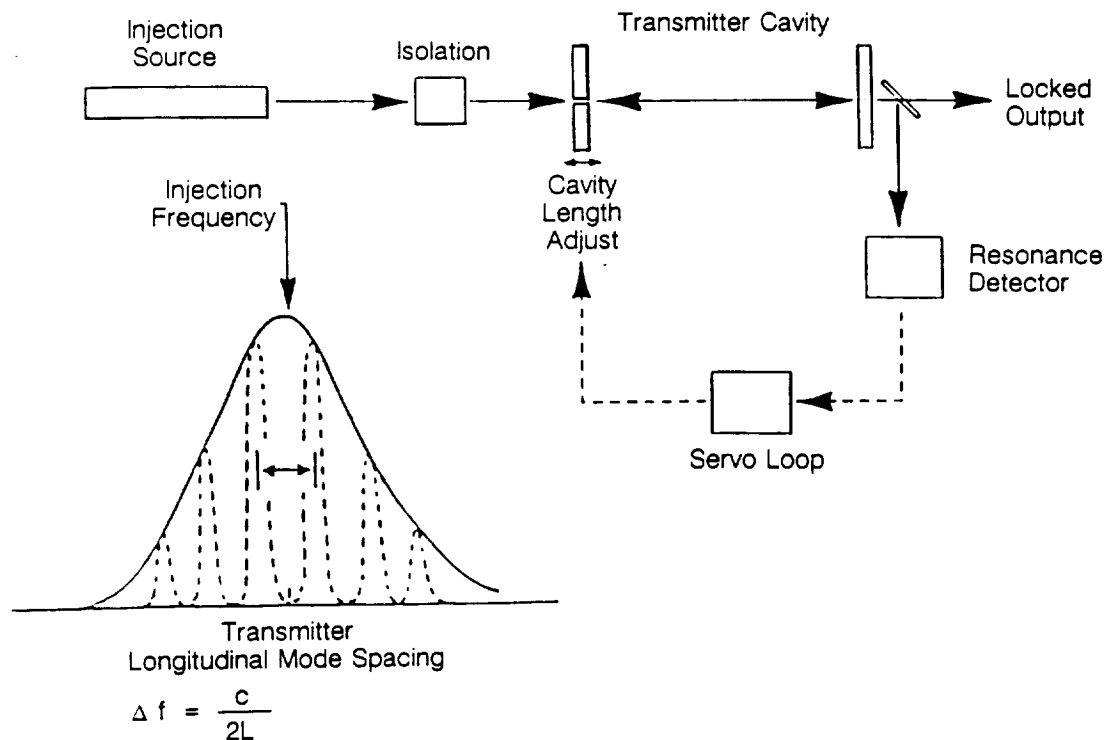 Injection
Source
Isolation
Transmitter Cavity
Locked
Output
Cavity
Length
Adjust
Resonance
Detector
Servo Loop
Injection
Frequency
Transmitter
Longitudinal Mode Spacing
Δ f = c
2L